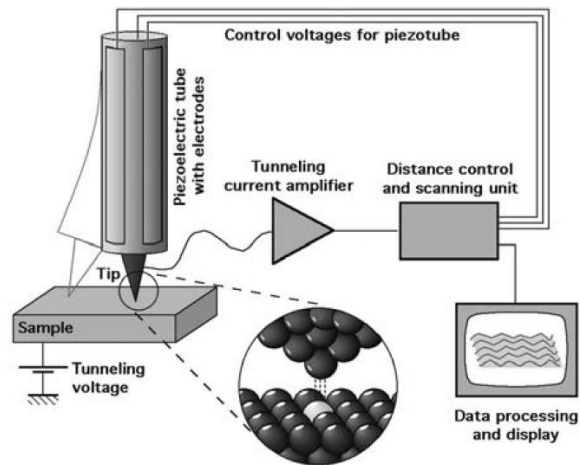 Control voltages for piezotube
Piezoelectric tube
with electrodes
Tunneling
current amplifier
Distance control
and scanning unit
Tip
Sample
Tunneling
voltage
Data processing
and display